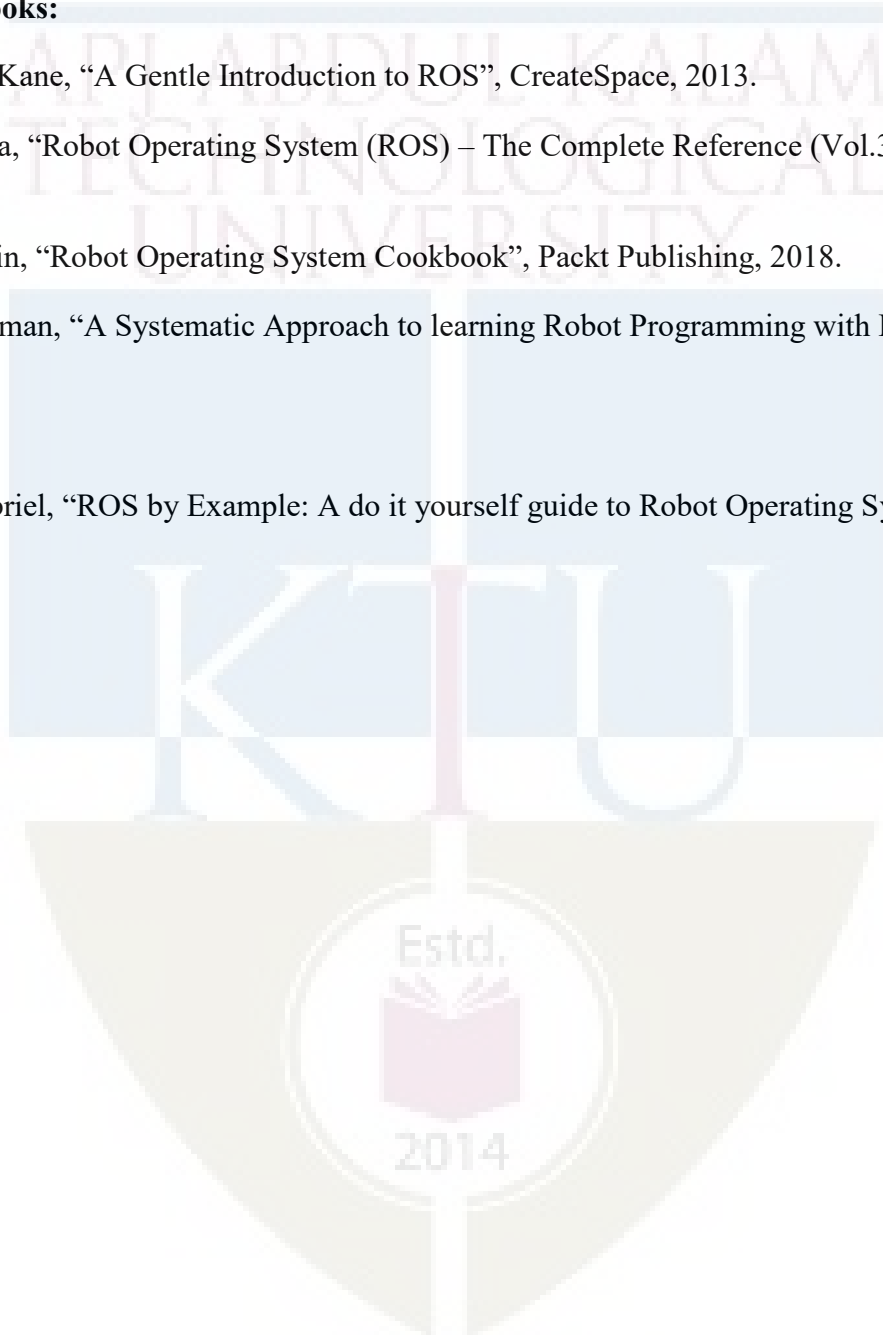 ooks:
Kane, “A Gentle Introduction to ROS”, CreateSpace, 2013.
a, “Robot Operating System (ROS) – The Complete Reference (Vol.3
in, “Robot Operating System Cookbook”, Packt Publishing, 2018.
man, “A Systematic Approach to learning Robot Programming with
oriel, “ROS by Example: A do it yourself guide to Robot Operating Sy
APJ ABDUL KALAM
TECHNOLOGICAL
UNIVERSITY
KTU
Estd.
2014